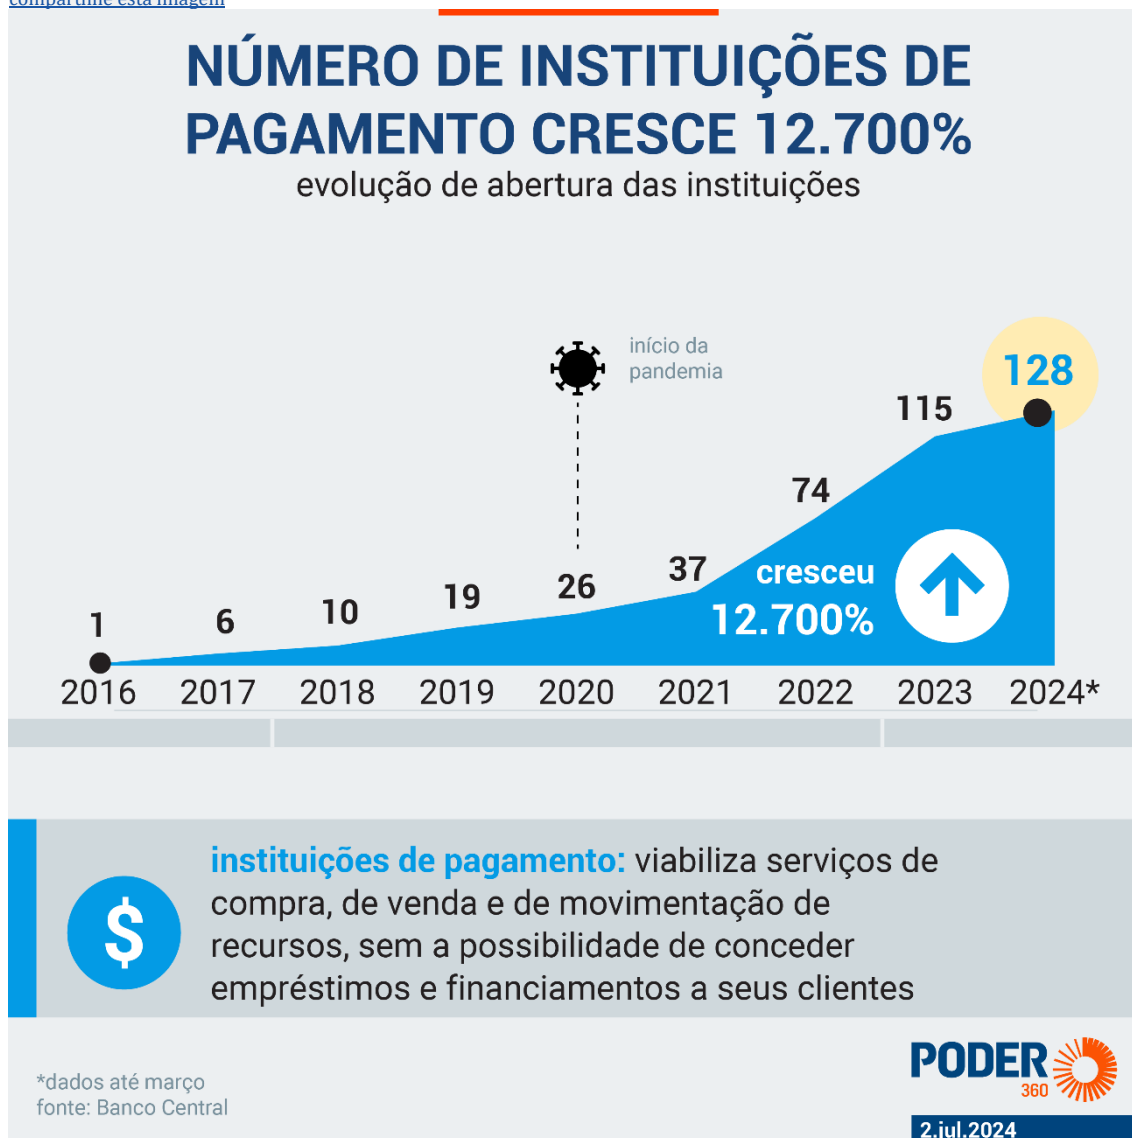 compartilhe esta imagem
NÚMERO DE INSTITUIÇÕES DE
PAGAMENTO CRESCE 12.700%
evolução de abertura das instituições
início da
pandemia
128
115
74
37
26
19
10
6
1
cresceu
12.700%
2016 2017 2018 2019 2020 2021 2022 2023 2024*
$
instituições de pagamento: viabiliza serviços de
compra, de venda e de movimentação de
recursos, sem a possibilidade de conceder
empréstimos e financiamentos a seus clientes
*dados até março
fonte: Banco Central
PODER
360
2.jul.2024